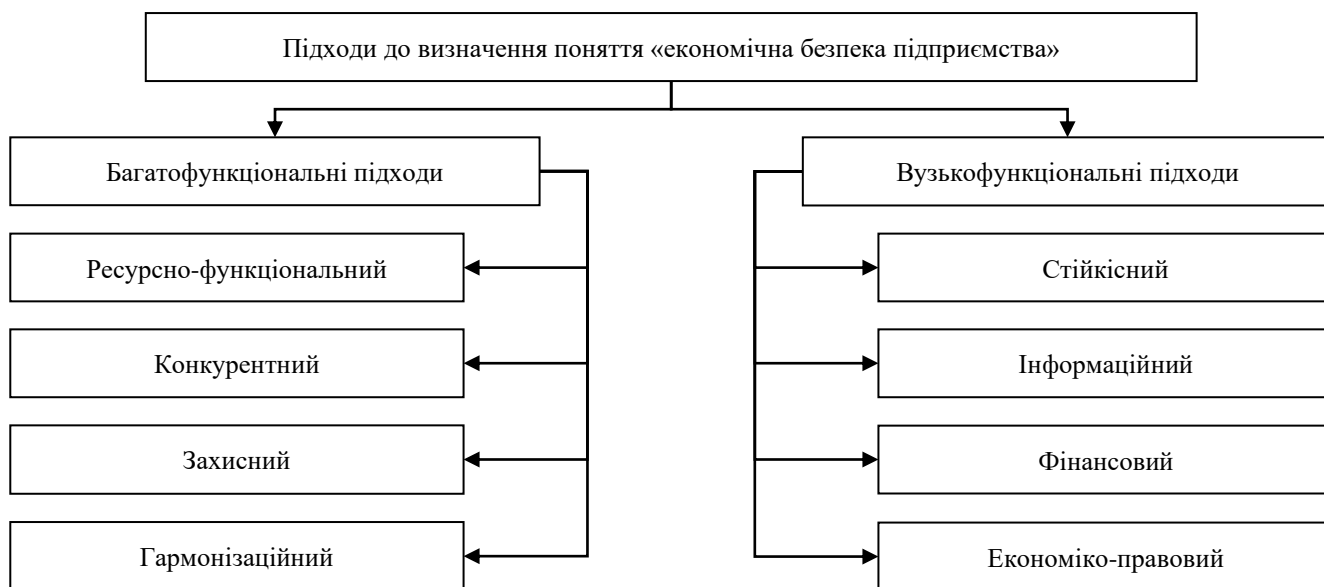 Підходи до визначення поняття «економічна безпека підприємства»
Багатофункціональні підходи
Ресурсно-функціональний
Конкурентний
Захисний
Гармонізаційний
Вузькофункціональні підходи
Стійкісний
Інформаційний
Фінансовий
Економіко-правовий